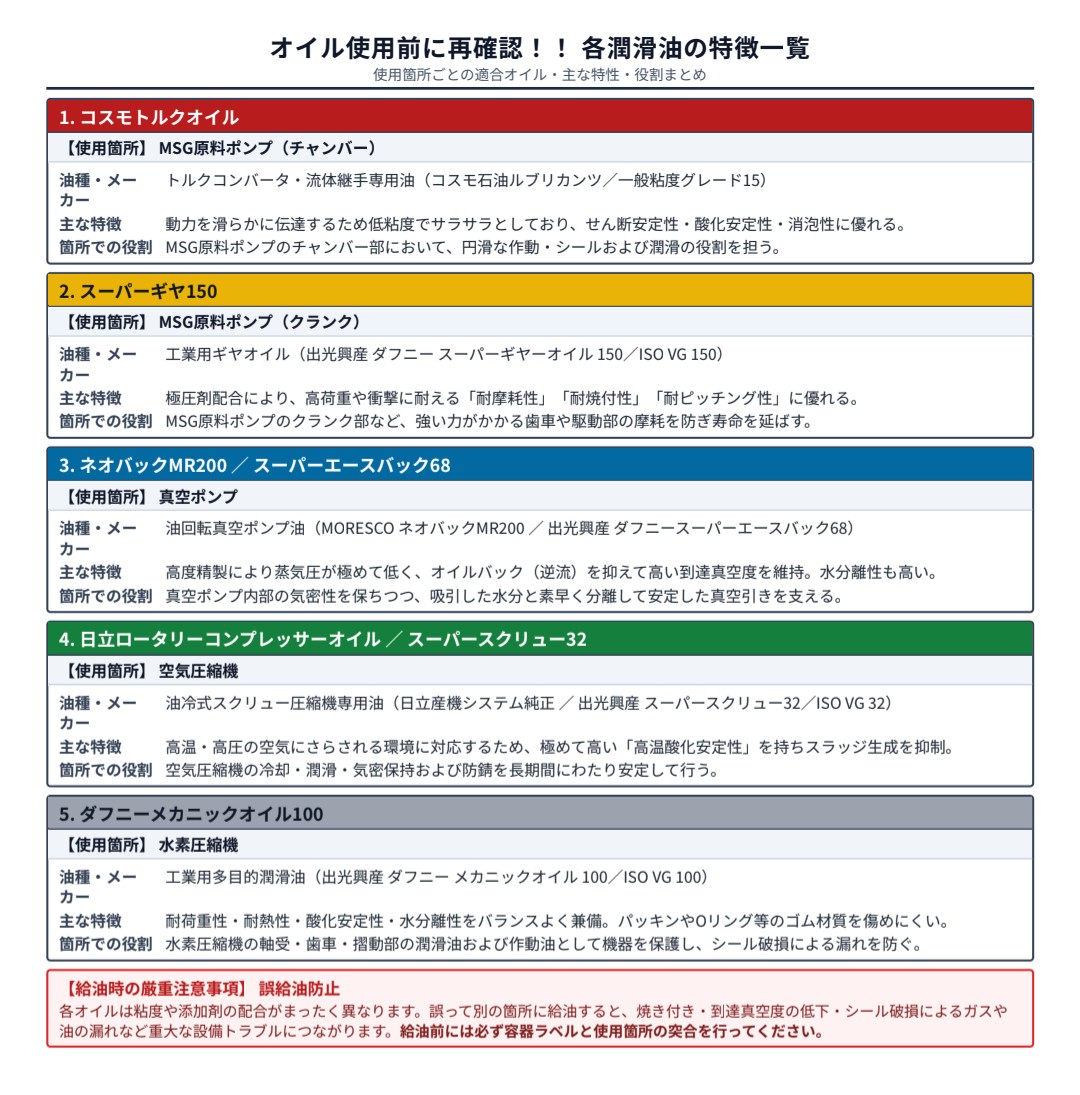 オイル使用前に再確認！！ 各潤滑油の特徴一覧
使用箇所ごとの適合オイル・主な特性・役割まとめ
1. コスモトルクオイル
【使用箇所】 MSG原料ポンプ（チャンバー）
油種・メー
カー
トルクコンバータ・流体継手専用油（コスモ石油ルブリカンツ／一般粘度グレード15）
主な特徴 動力を滑らかに伝達するため低粘度でサラサラとしており、せん断安定性・酸化安定性・消泡性に優れる。
箇所での役割 MSG原料ポンプのチャンバー部において、円滑な作動・シールおよび潤滑の役割を担う。
2. スーパーギヤ150
【使用箇所】 MSG原料ポンプ（クランク）
油種・メー
カー
工業用ギヤオイル（出光興産 ダフニー スーパーギヤーオイル 150／ISO VG 150）
主な特徴 極圧剤配合により、高荷重や衝撃に耐える「耐摩耗性」「耐焼付性」「耐ピッチング性」に優れる。
箇所での役割 MSG原料ポンプのクランク部など、強い力がかかる歯車や駆動部の摩耗を防ぎ寿命を延ばす。
3. ネオバックMR200 ／ スーパーエースバック68
【使用箇所】 真空ポンプ
油種・メー
カー
油回転真空ポンプ油（MORESCO ネオバックMR200 ／ 出光興産 ダフニースーパーエースバック68）
主な特徴 高度精製により蒸気圧が極めて低く、オイルバック（逆流）を抑えて高い到達真空度を維持。水分離性も高い。
箇所での役割 真空ポンプ内部の気密性を保ちつつ、吸引した水分と素早く分離して安定した真空引きを支える。
4. 日立ロータリーコンプレッサーオイル ／ スーパースクリュー32
【使用箇所】 空気圧縮機
油種・メー
カー
油冷式スクリュー圧縮機専用油（日立産機システム純正 ／ 出光興産 スーパースクリュー32／ISO VG 32）
主な特徴 高温・高圧の空気にさらされる環境に対応するため、極めて高い「高温酸化安定性」を持ちスラッジ生成を抑制。
箇所での役割 空気圧縮機の冷却・潤滑・気密保持および防錆を長期間にわたり安定して行う。
5. ダフニーメカニックオイル100
【使用箇所】 水素圧縮機
油種・メー
カー
工業用多目的潤滑油（出光興産 ダフニー メカニックオイル 100／ISO VG 100）
主な特徴 耐荷重性・耐熱性・酸化安定性・水分離性をバランスよく兼備。パッキンやOリング等のゴム材質を傷めにくい。
箇所での役割 水素圧縮機の軸受・歯車・摺動部の潤滑油および作動油として機器を保護し、シール破損による漏れを防ぐ。
【給油時の厳重注意事項】 誤給油防止
各オイルは粘度や添加剤の配合がまったく異なります。誤って別の箇所に給油すると、焼き付き・到達真空度の低下・シール破損によるガスや
油の漏れなど重大な設備トラブルにつながります。給油前には必ず容器ラベルと使用箇所の突合を行ってください。